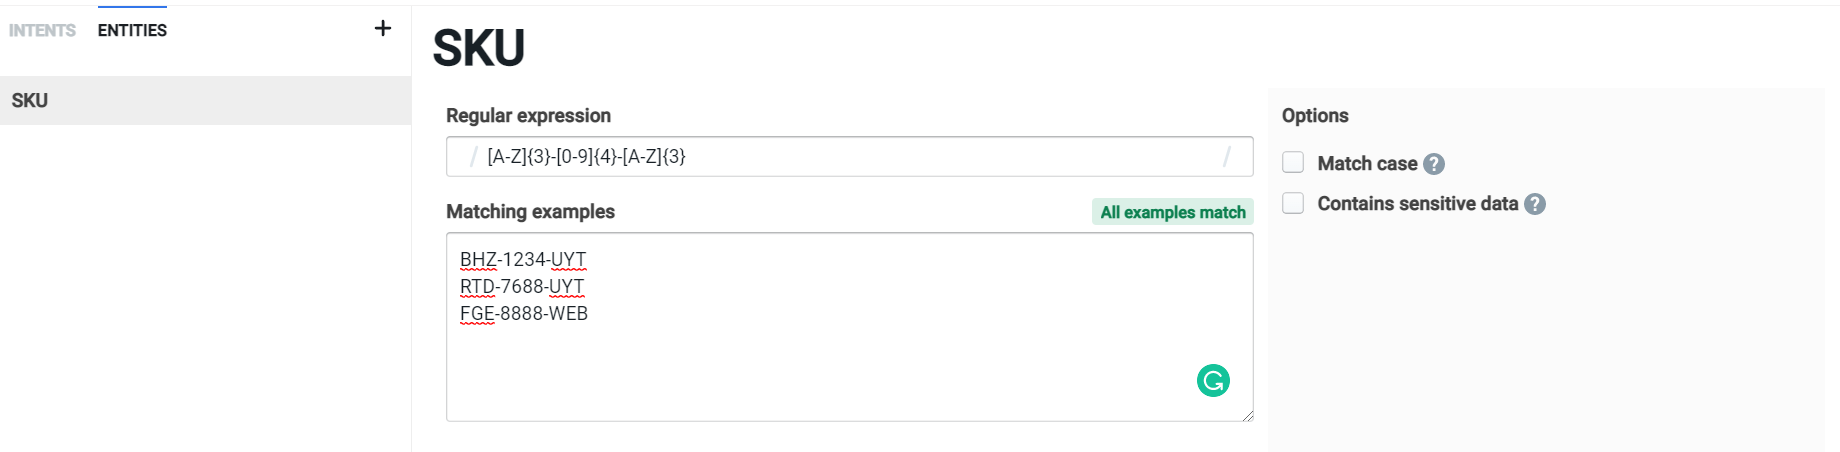 INTENTS ENTITIES +
SKU
SKU
Regular expression
/ [A-Z]{3}-[0-9]{4}-[A-Z]{3} /
Matching examples All examples match
BHZ-1234-UYT
RTD-7688-UYT
FGE-8888-WEB
Options
Match case ?
Contains sensitive data ?